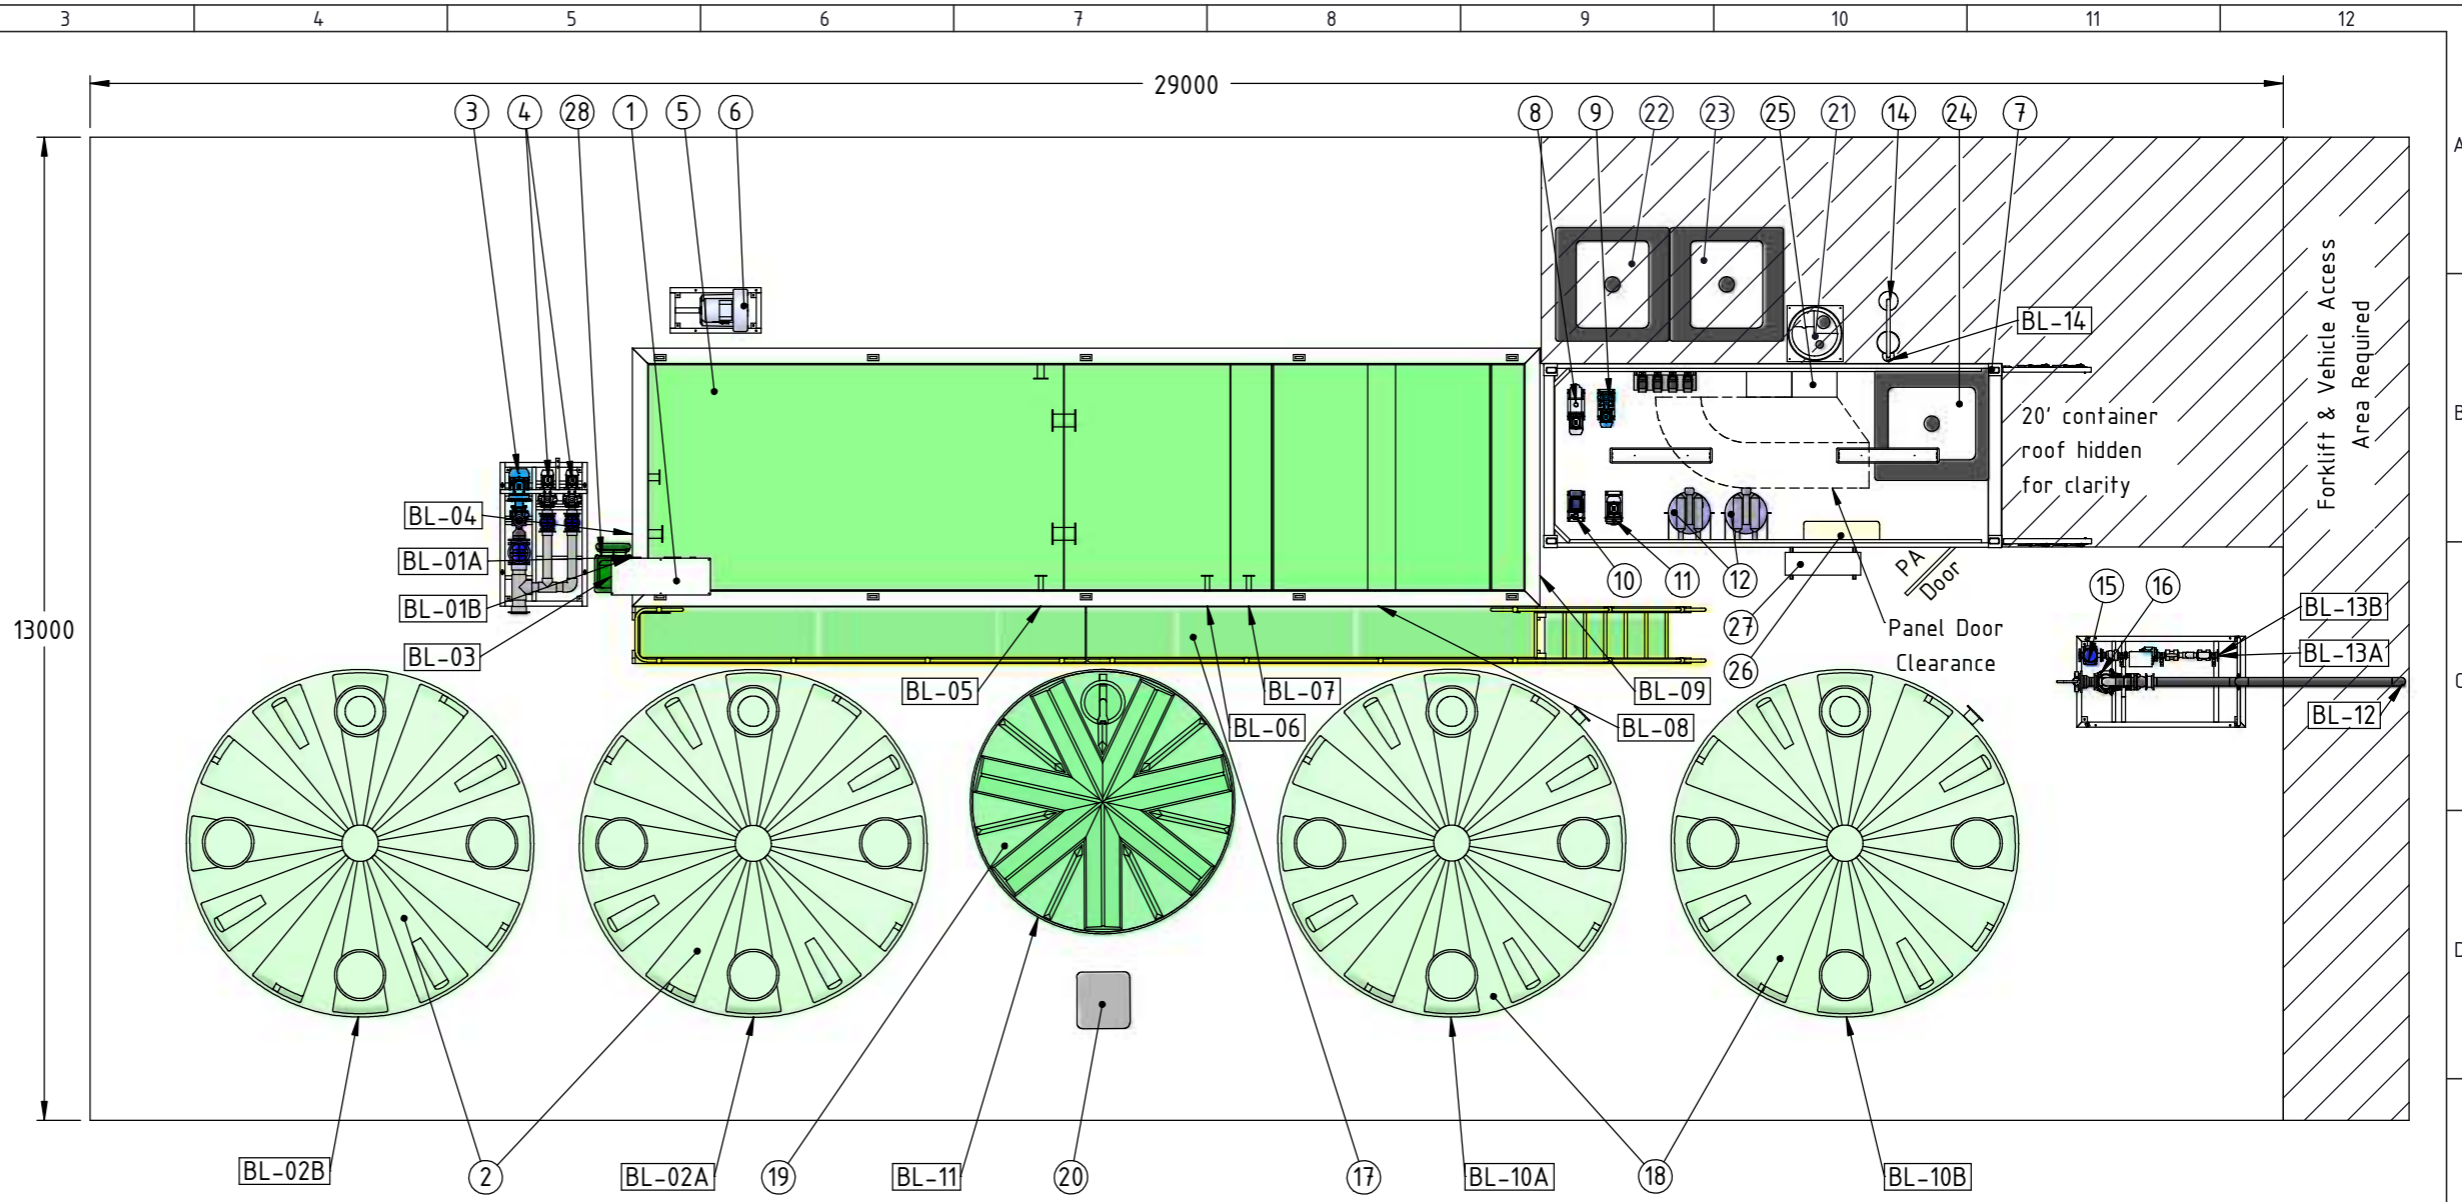 3 4 5 6 7 8 9 10 11 12
29000
3 4 28 1 5 6 8 9 22 23 25 21 14 24 7
A
Forklift & Vehicle Access
Area Required
BL-14
20' container
roof hidden
for clarity
B
BL-04
BL-01A
BL-01B
BL-03
10 11 12
PA
Door
27
26
Panel Door
Clearance
15 16
BL-13B
BL-13A
BL-12
C
13000
BL-05
BL-07
BL-06
BL-09
BL-08
D
BL-02B
2
BL-02A
19
BL-11
20
17
BL-10A
18
BL-10B